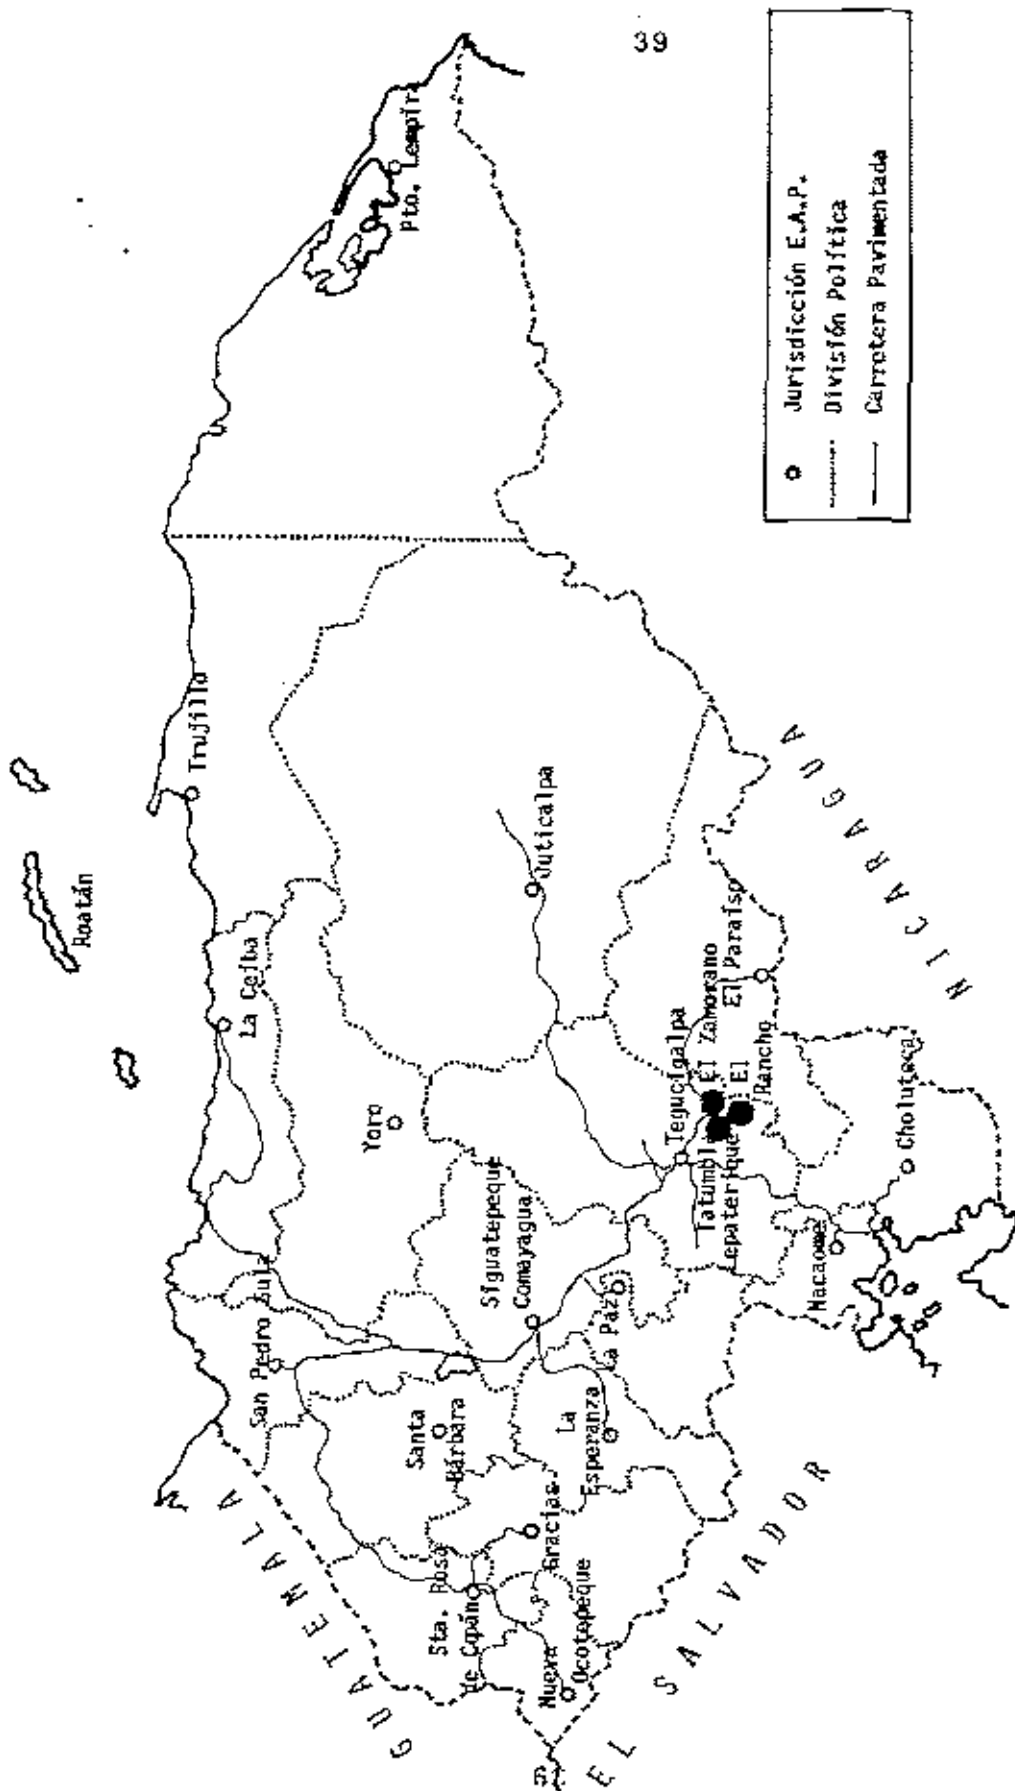 39
Roatán
Trujillo
Pto. Lempira
La Ceiba
San Pedro Sula
Yoro
Juticalpa
Siguatepeque
Comayagua
Santa
Bárbara
Sta. Rosa
de Copán
Gracias
La
Esperanza
La Paz
Nueva
Ocotopeque
Tegucigalpa
El Zamorano
El Paraíso
Tatumbla
Lepaterique
El
Rancho
Nacaome
Choluteca
GUATEMALA
EL SALVADOR
NICARAGUA
Jurisdicción E.A.P.
División Política
Carretera Pavimentada